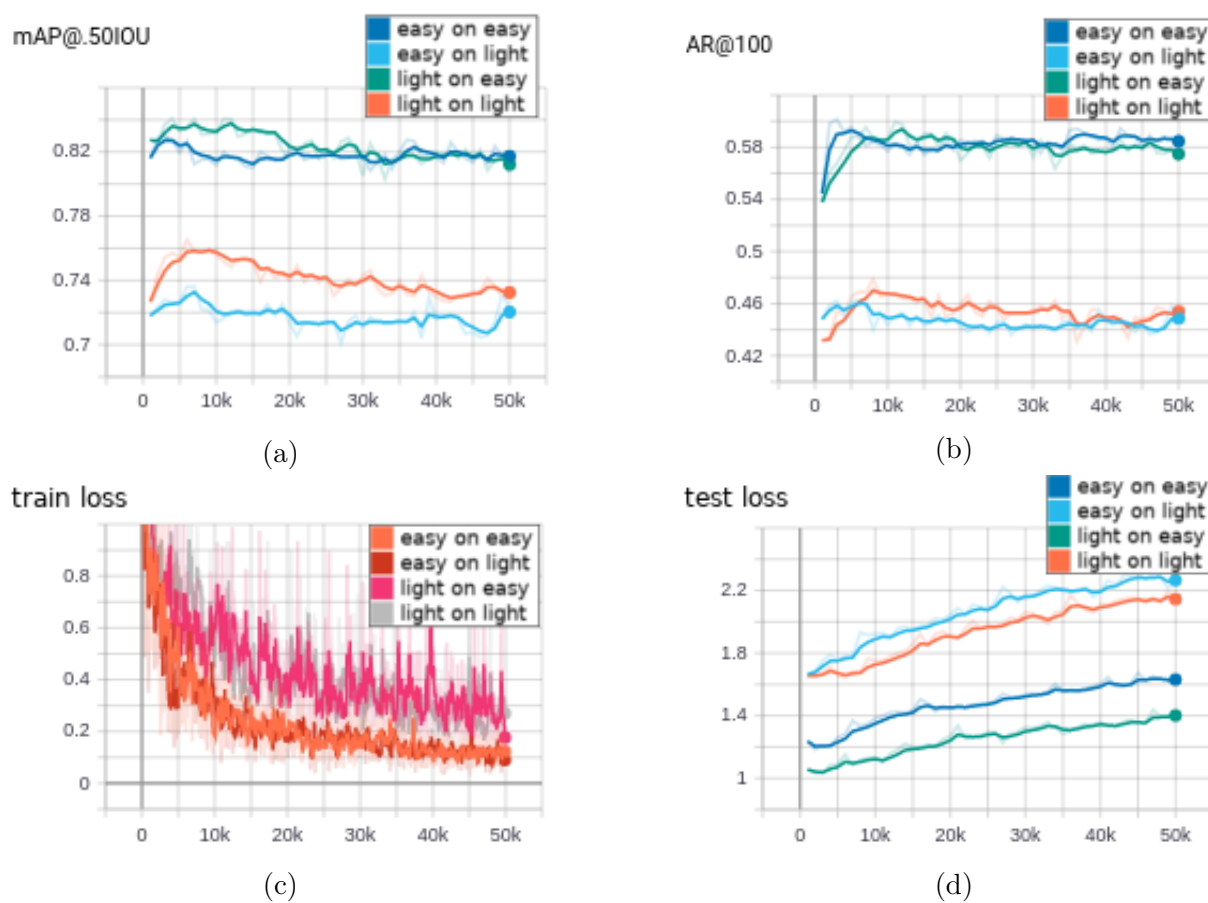 mAP@.50IOU
easy on easy
easy on light
light on easy
light on light
0.82
0.78
0.74
0.7
0 10k 20k 30k 40k 50k
(a)
AR@100
easy on easy
easy on light
light on easy
light on light
0.58
0.54
0.5
0.46
0.42
0 10k 20k 30k 40k 50k
(b)
train loss
easy on easy
easy on light
light on easy
light on light
0.8
0.6
0.4
0.2
0
0 10k 20k 30k 40k 50k
(c)
test loss
easy on easy
easy on light
light on easy
light on light
2.2
1.8
1.4
1
0 10k 20k 30k 40k 50k
(d)